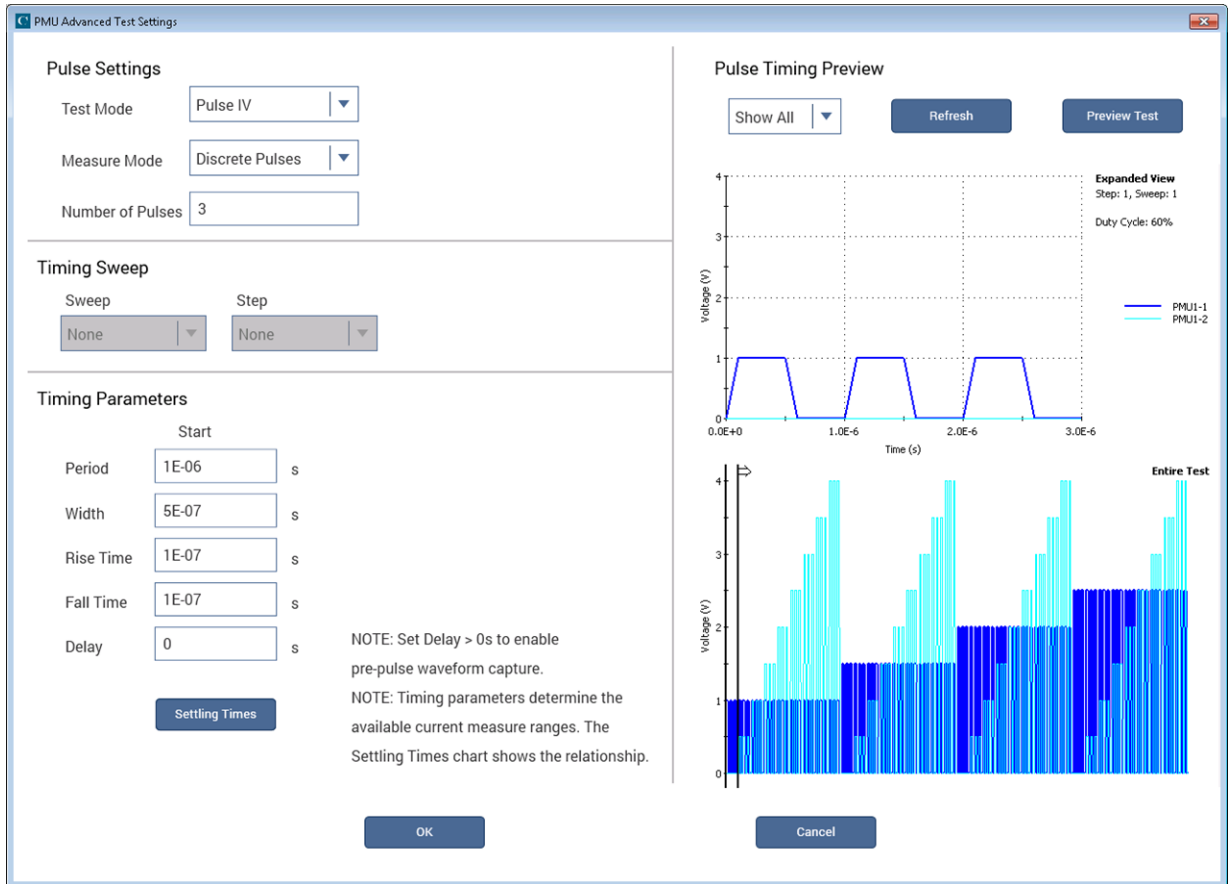 PMU Advanced Test Settings
Pulse Settings
Test Mode
Pulse IV
Measure Mode
Discrete Pulses
Number of Pulses
3
Timing Sweep
Sweep
Step
None
None
Timing Parameters
Start
Period
1E-06
s
Width
5E-07
s
Rise Time
1E-07
s
Fall Time
1E-07
s
Delay
0
s
Settling Times
NOTE: Set Delay > 0s to enable
pre-pulse waveform capture.
NOTE: Timing parameters determine the
available current measure ranges. The
Settling Times chart shows the relationship.
Pulse Timing Preview
Show All
Refresh
Preview Test
Expanded View
Step: 1, Sweep: 1
Duty Cycle: 60%
PMU1-1
PMU1-2
Voltage (V)
4
3
2
1
0
0.0E+0
1.0E-6
2.0E-6
3.0E-6
Time (s)
Entire Test
Voltage (V)
4
3
2
1
0
OK
Cancel